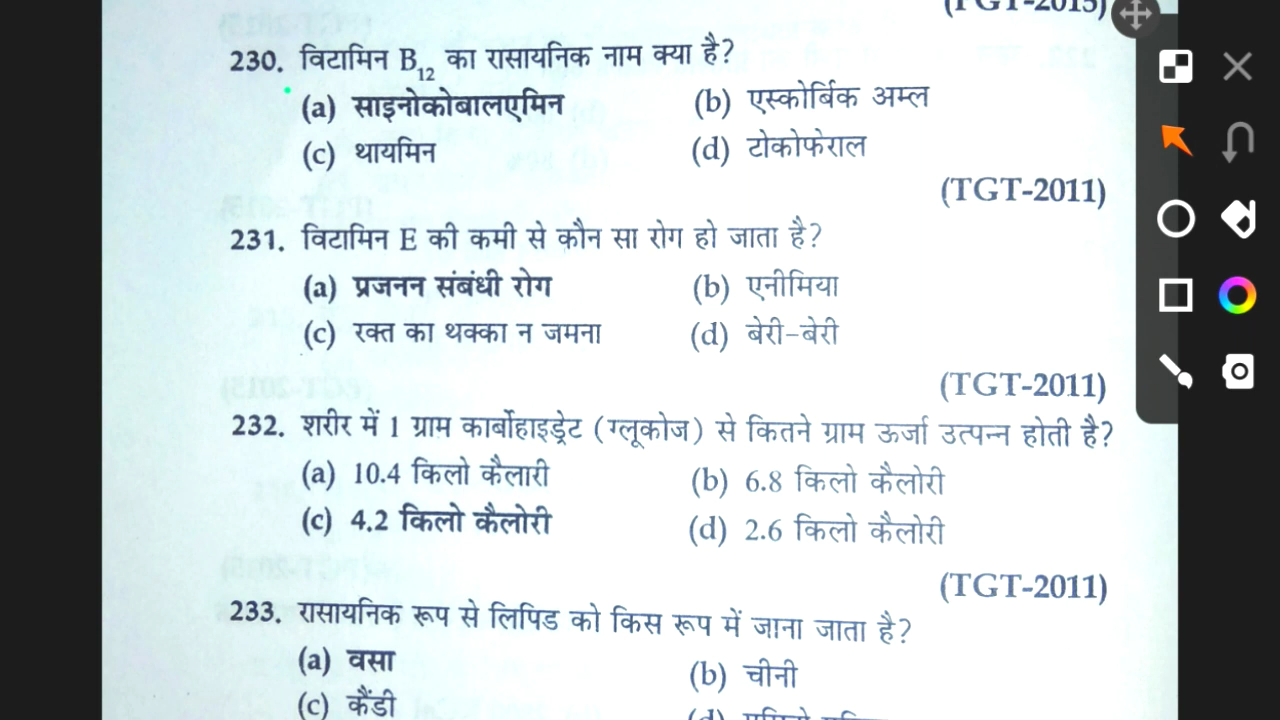 (TGT-2015)
230. विटामिन B₁₂ का रासायनिक नाम क्या है?
(a) साइनोकोबालएमिन (b) एस्कोर्बिक अम्ल
(c) थायमिन (d) टोकोफेराल
(TGT-2011)
231. विटामिन E की कमी से कौन सा रोग हो जाता है?
(a) प्रजनन संबंधी रोग (b) एनीमिया
(c) रक्त का थक्का न जमना (d) बेरी-बेरी
(TGT-2011)
232. शरीर में 1 ग्राम कार्बोहाइड्रेट (ग्लूकोज) से कितने ग्राम ऊर्जा उत्पन्न होती है?
(a) 10.4 किलो कैलारी (b) 6.8 किलो कैलोरी
(c) 4.2 किलो कैलोरी (d) 2.6 किलो कैलोरी
(TGT-2011)
233. रासायनिक रूप से लिपिड को किस रूप में जाना जाता है?
(a) वसा (b) चीनी
(c) कैंडी (d)